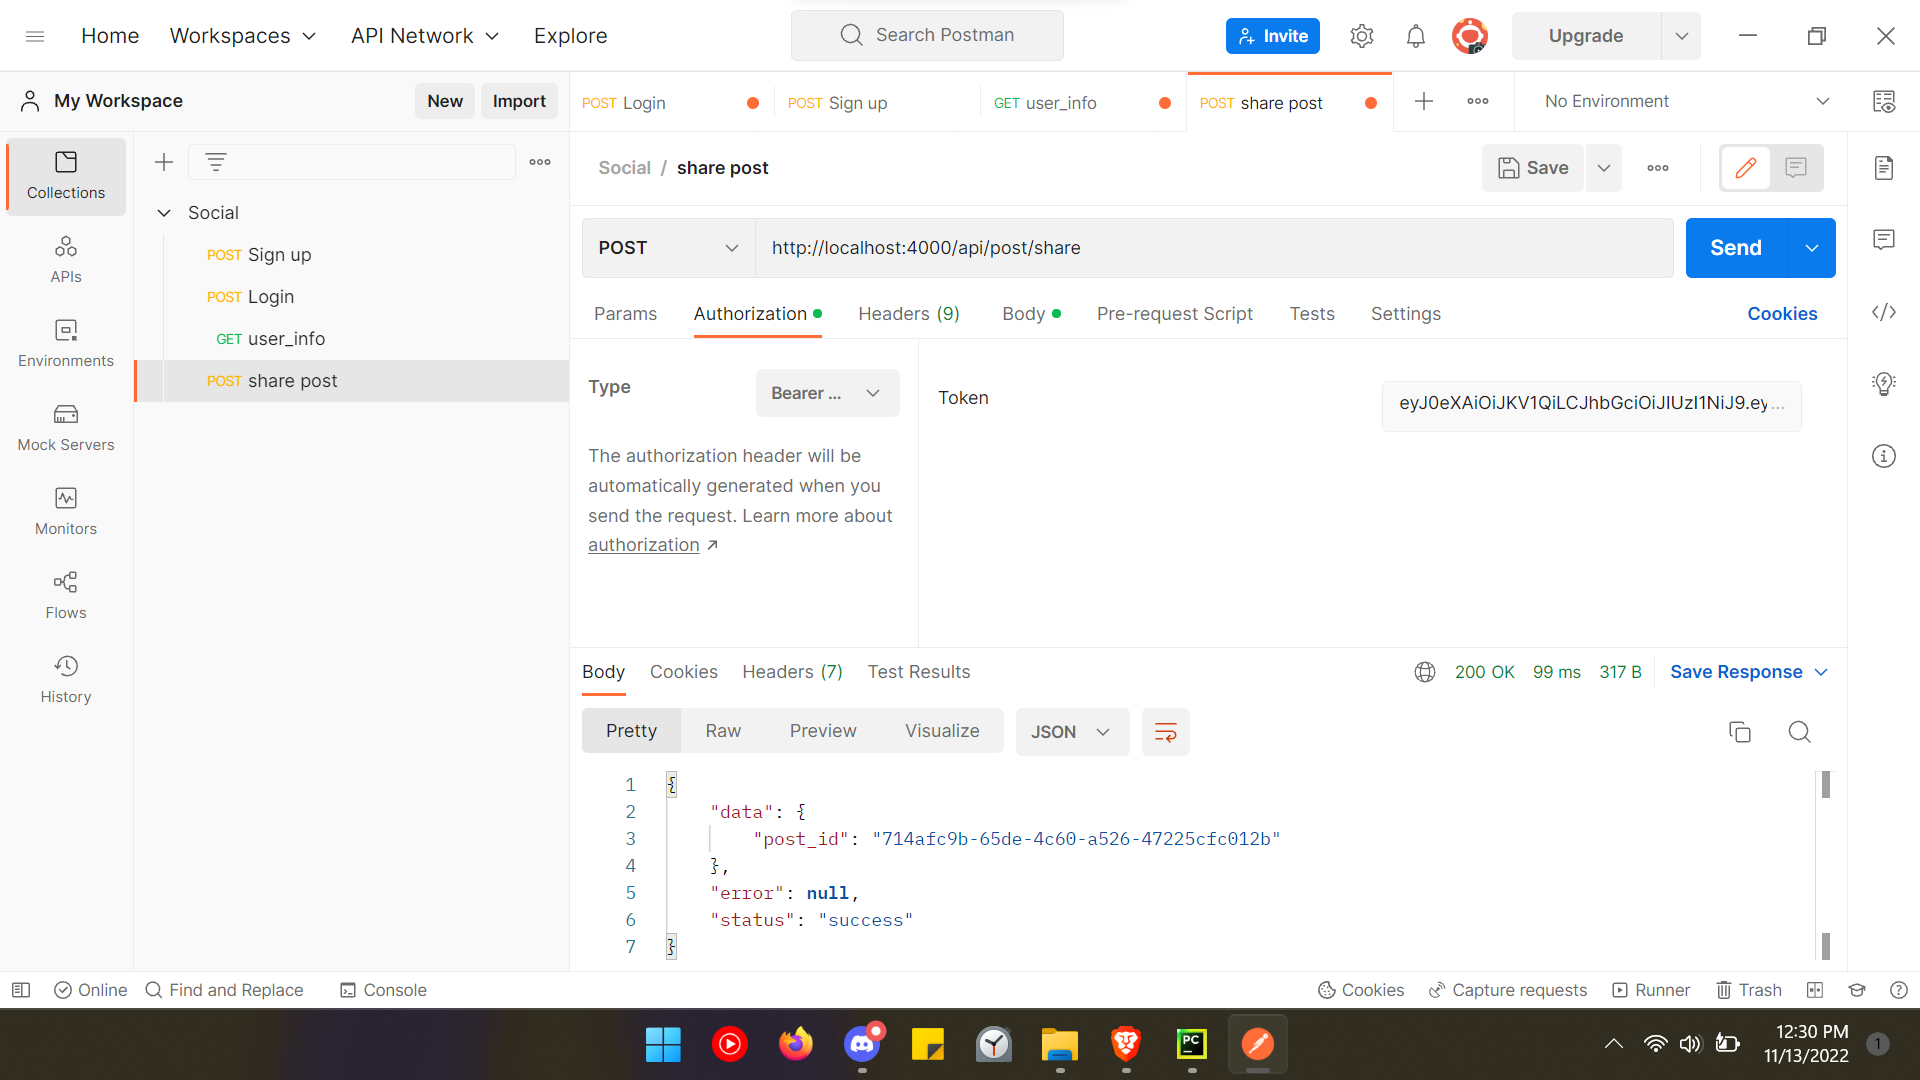 Home
Workspaces
API Network
Explore
Search Postman
Invite
Upgrade
My Workspace
New
Import
POST Login
POST Sign up
GET user_info
POST share post
No Environment
Collections
APIs
Environments
Mock Servers
Monitors
Flows
History
Social
POST Sign up
POST Login
GET user_info
POST share post
Social / share post
Save
POST
http://localhost:4000/api/post/share
Send
Params
Authorization
Headers (9)
Body
Pre-request Script
Tests
Settings
Cookies
Type
Bearer ...
The authorization header will be
automatically generated when you
send the request. Learn more about
authorization ↗
Token
eyJ0eXAiOiJKV1QiLCJhbGciOiJIUzI1NiJ9.ey...
Body
Cookies
Headers (7)
Test Results
200 OK
99 ms
317 B
Save Response
Pretty
Raw
Preview
Visualize
JSON
1 {
2 "data": {
3 "post_id": "714afc9b-65de-4c60-a526-47225cfc012b"
4 },
5 "error": null,
6 "status": "success"
7 }
Online
Find and Replace
Console
Cookies
Capture requests
Runner
Trash
PC
12:30 PM
11/13/2022
1